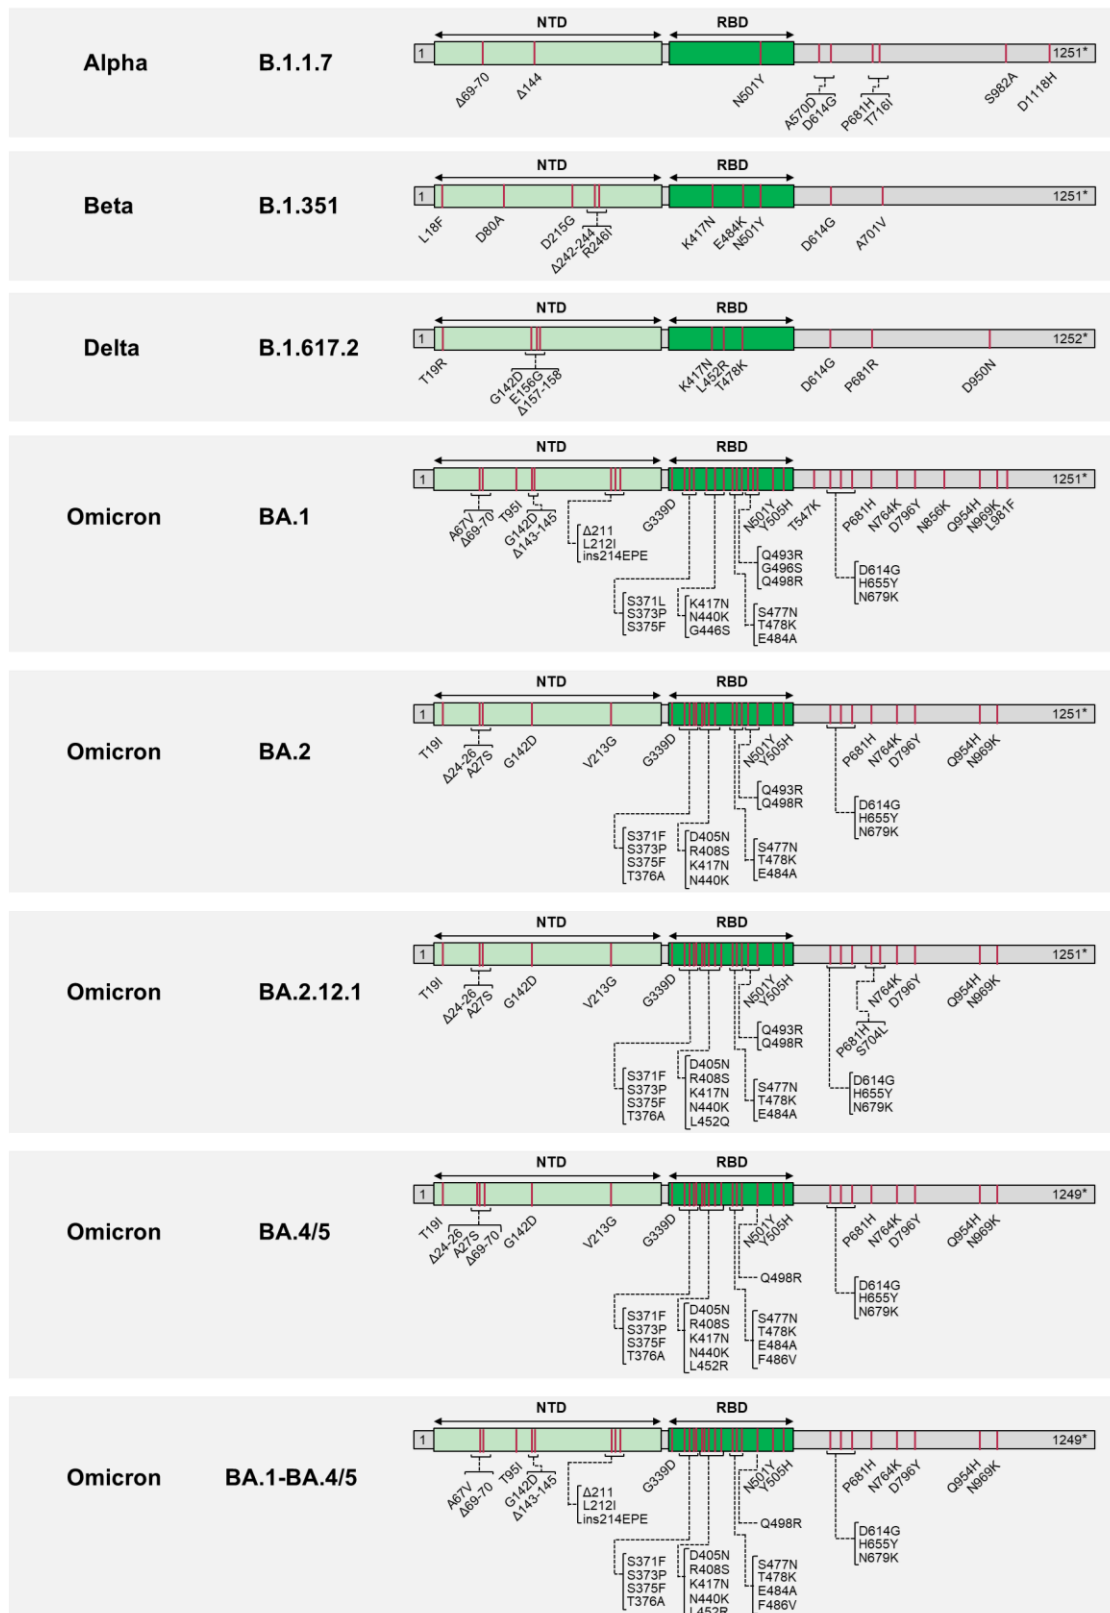 NTD RBD
Alpha B.1.1.7 1 1251*
Δ69-70 Δ144 N501Y A570D D614G P681H T716I S982A D1118H
NTD RBD
Beta B.1.351 1 1251*
L18F D80A D215G Δ242-244 R246I K417N E484K N501Y D614G A701V
NTD RBD
Delta B.1.617.2 1 1252*
T19R G142D E156G Δ157-158 K417N L452R T478K D614G P681R D950N
NTD RBD
Omicron BA.1 1 1251*
A67V Δ69-70 T95I G142D Δ143-145 G339D N501Y Y505H T547K P681H N764K D796Y N856K Q954H N969K L981F
Δ211
L212I
ins214EPE
S371L
S373P
S375F
K417N
N440K
G446S
Q493R
G496S
Q498R
S477N
T478K
E484A
D614G
H655Y
N679K
NTD RBD
Omicron BA.2 1 1251*
T19I Δ24-26 A27S G142D V213G G339D N501Y Y505H P681H N764K D796Y Q954H N969K
S371F
S373P
S375F
T376A
D405N
R408S
K417N
N440K
Q493R
Q498R
S477N
T478K
E484A
D614G
H655Y
N679K
NTD RBD
Omicron BA.2.12.1 1 1251*
T19I Δ24-26 A27S G142D V213G G339D N501Y Y505H P681H S704L N764K D796Y Q954H N969K
S371F
S373P
S375F
T376A
D405N
R408S
K417N
N440K
L452Q
Q493R
Q498R
S477N
T478K
E484A
D614G
H655Y
N679K
NTD RBD
Omicron BA.4/5 1 1249*
T19I Δ24-26 A27S Δ69-70 G142D V213G G339D N501Y Y505H P681H N764K D796Y Q954H N969K
S371F
S373P
S375F
T376A
D405N
R408S
K417N
N440K
L452R
Q498R
S477N
T478K
E484A
F486V
D614G
H655Y
N679K
NTD RBD
Omicron BA.1-BA.4/5 1 1249*
A67V Δ69-70 T95I G142D Δ143-145 G339D N501Y Y505H P681H N764K D796Y Q954H N969K
Δ211
L212I
ins214EPE
S371F
S373P
S375F
T376A
D405N
R408S
K417N
N440K
L452R
Q498R
S477N
T478K
E484A
F486V
D614G
H655Y
N679K